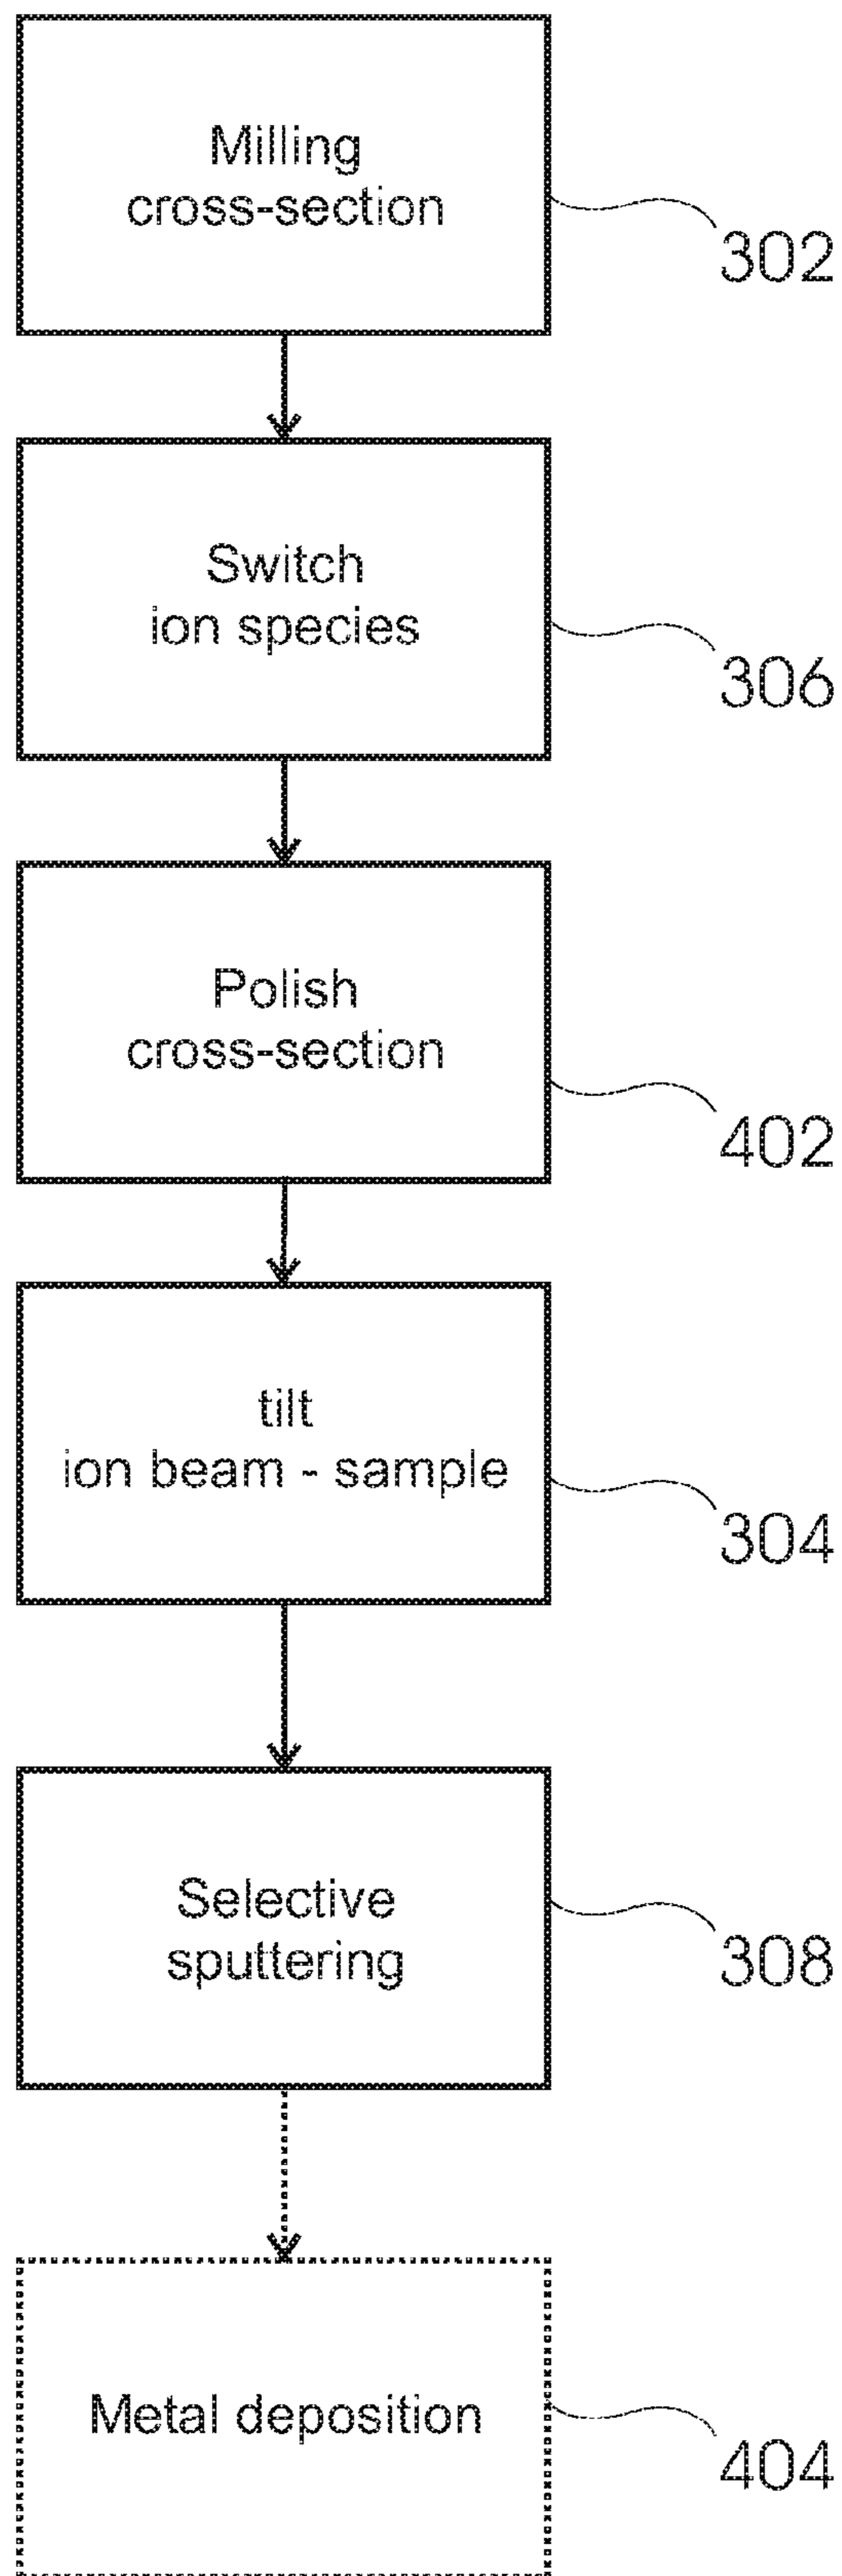 Milling
cross-section
302
Switch
ion species
306
Polish
cross-section
402
tilt
ion beam - sample
304
Selective
sputtering
308
Metal deposition
404